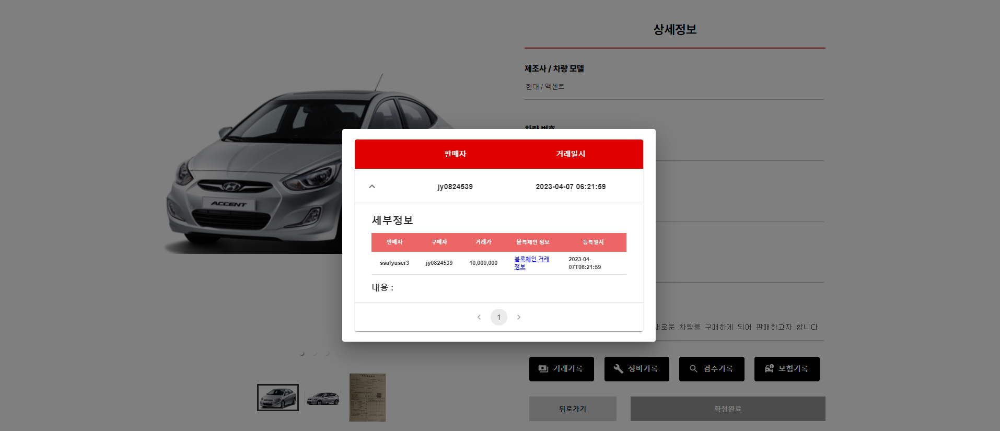 상세정보
제조사 / 차량 모델
현대 / 액센트
차량 번호
ACCENT
판매자 거래일시
jy0824539 2023-04-07 06:21:59
세부정보
판매자 구매자 거래가 블록체인 정보 등록일시
ssafyuser3 jy0824539 10,000,000 블록체인 거래 2023-04-
정보 07T06:21:59
내용 :
1
새로운 차량을 구매하게 되어 판매하고자 합니다
거래기록 정비기록 검수기록 보험기록
뒤로가기 확정완료